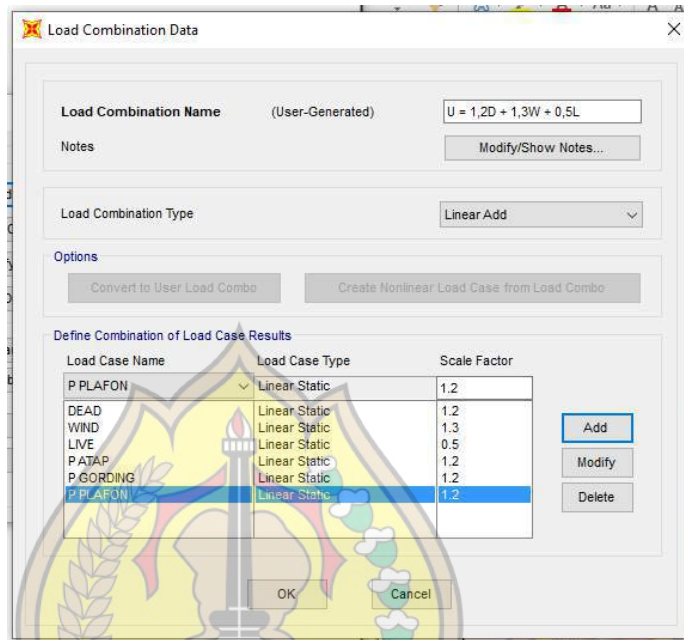 Load Combination Data
Load Combination Name (User-Generated) U = 1,2D + 1,3W + 0,5L
Notes Modify/Show Notes...
Load Combination Type Linear Add
Options
Convert to User Load Combo Create Nonlinear Load Case from Load Combo
Define Combination of Load Case Results
Load Case Name Load Case Type Scale Factor
P PLAFON Linear Static 1.2
DEAD Linear Static 1.2
WIND Linear Static 1.3
LIVE Linear Static 0.5
P ATAP Linear Static 1.2
P GORDING Linear Static 1.2
P PLAFON Linear Static 1.2
Add
Modify
Delete
OK Cancel